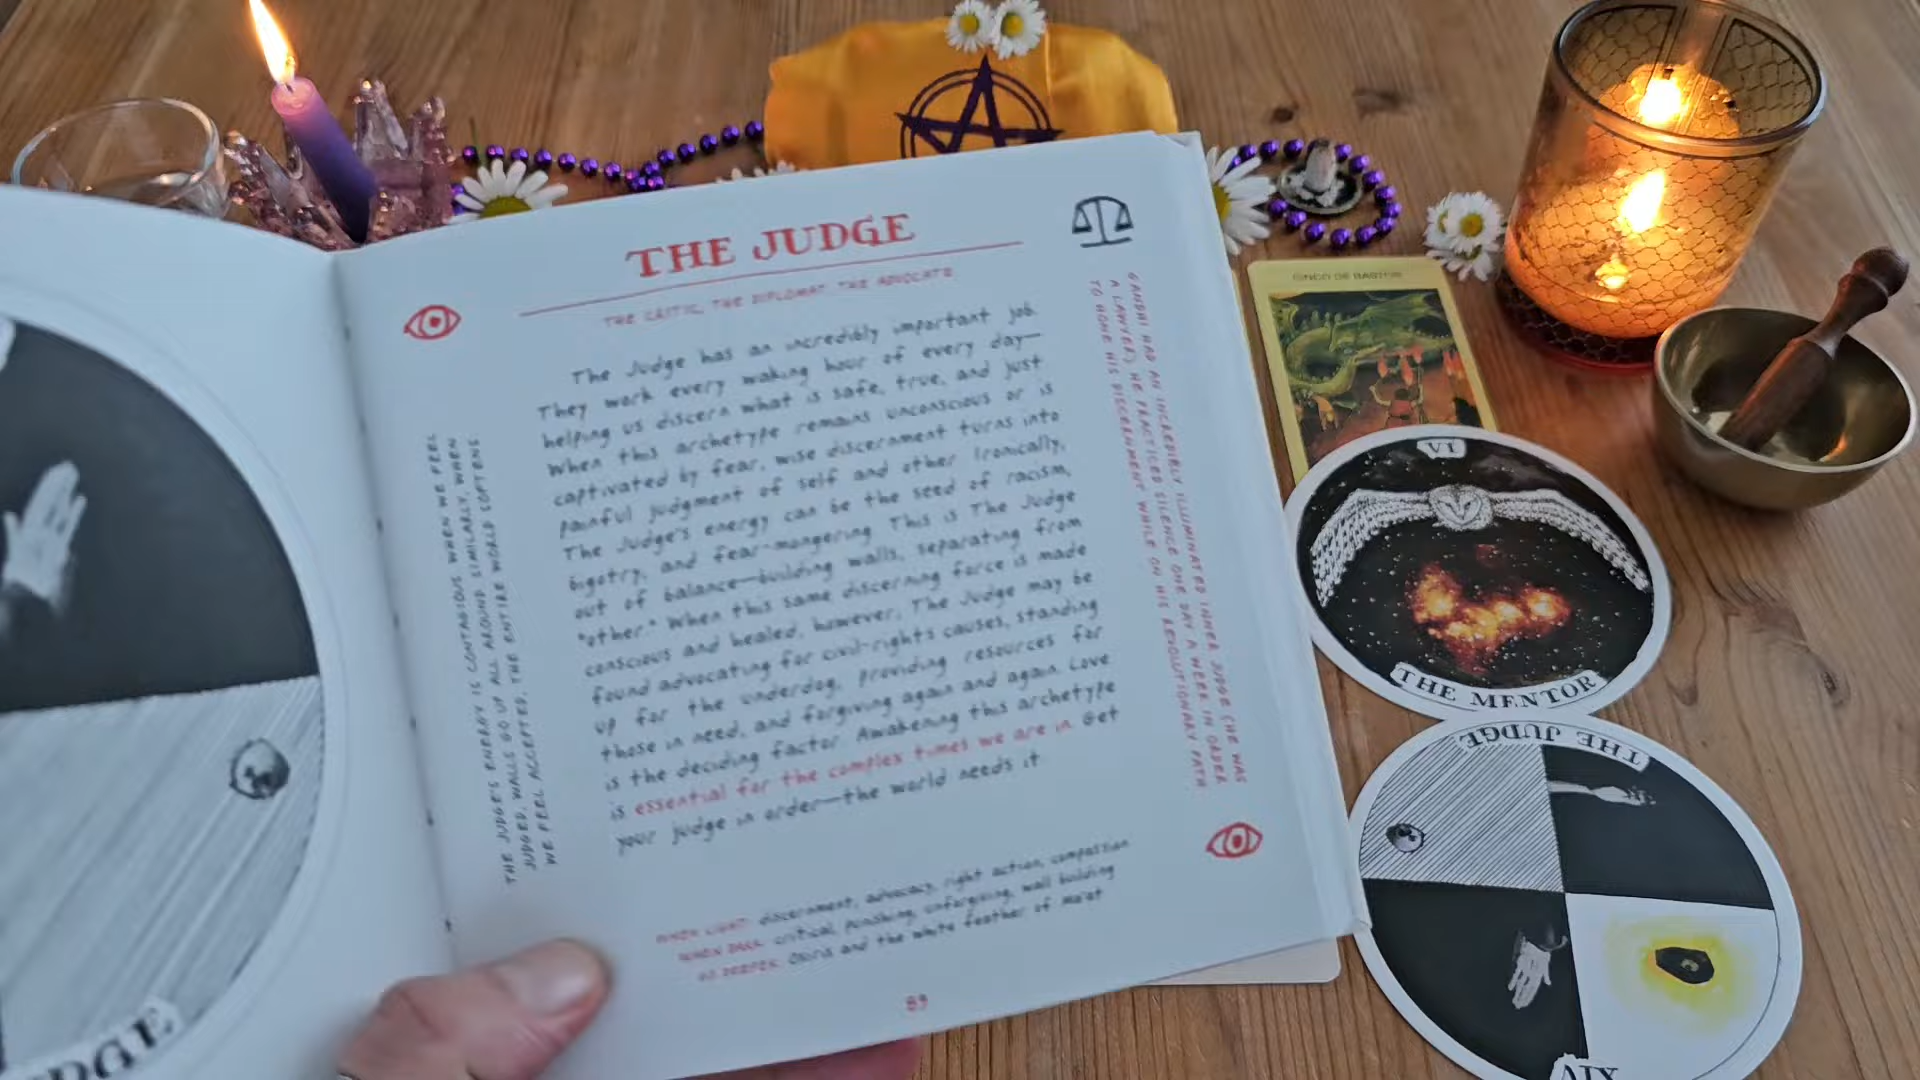 THE JUDGE
THE CRITIC, THE DIPLOMAT, THE ADVOCATE
The Judge has an incredibly important job.
They work every waking hour of every day—
helping us discern what is safe, true, and just
When this archetype remains unconscious or is
captivated by fear, wise discernment turns into
painful judgment of self and other Ironically,
The Judge's energy can be the seed of racism,
bigotry, and fear-mongering This is The Judge
out of balance—building walls, separating from
"other." When this same discerning force is made
conscious and healed, however, The Judge may be
found advocating for civil-rights causes, standing
up for the underdog, providing resources for
those in need, and forgiving again and again. Love
is the deciding factor. Awakening this archetype
is essential for the complex times we are in. Get
your judge in order—the world needs it.
WHEN LIGHT: discernment, advocacy, right action, compassion
WHEN DARK: critical, punishing, unforgiving, wall building
GO DEEPER: Osiris and the white feather of Ma'at
89
THE JUDGE'S ENERGY IS CONTAGIOUS. WHEN WE FEEL
JUDGED, WALLS GO UP ALL AROUND. SIMILARLY, WHEN
WE FEEL ACCEPTED, THE ENTIRE WORLD SOFTENS.
GANDHI HAD AN INCREDIBLY ILLUMINATED INNER JUDGE (HE WAS
A LAWYER). HE PRACTICED SILENCE ONE DAY A WEEK IN ORDER
TO HONE HIS DISCERNMENT WHILE ON HIS REVOLUTIONARY PATH
CINCO DE BASTOS
VI
THE MENTOR
THE JUDGE
XIV
UDGE